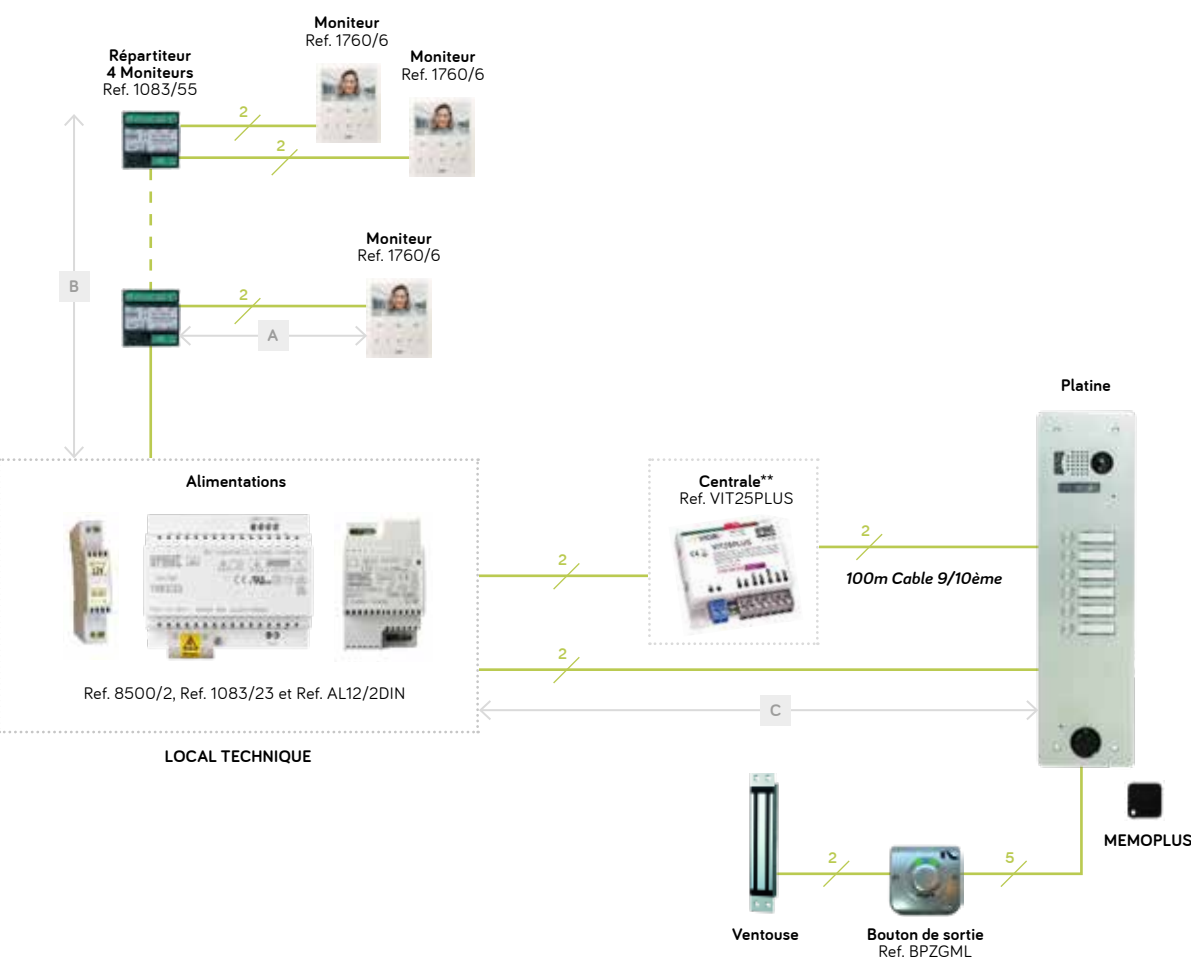 Moniteur
Ref. 1760/6
Répartiteur
4 Moniteurs
Ref. 1083/55
Moniteur
Ref. 1760/6
2
2
Moniteur
Ref. 1760/6
B
2
A
Platine
Alimentations
Centrale**
Ref. VIT25PLUS
VIT25PLUS
2
2
100m Cable 9/10ème
2
Ref. 8500/2, Ref. 1083/23 et Ref. AL12/2DIN
C
LOCAL TECHNIQUE
MEMOPLUS
2
5
Ventouse
Bouton de sortie
Ref. BPZGML